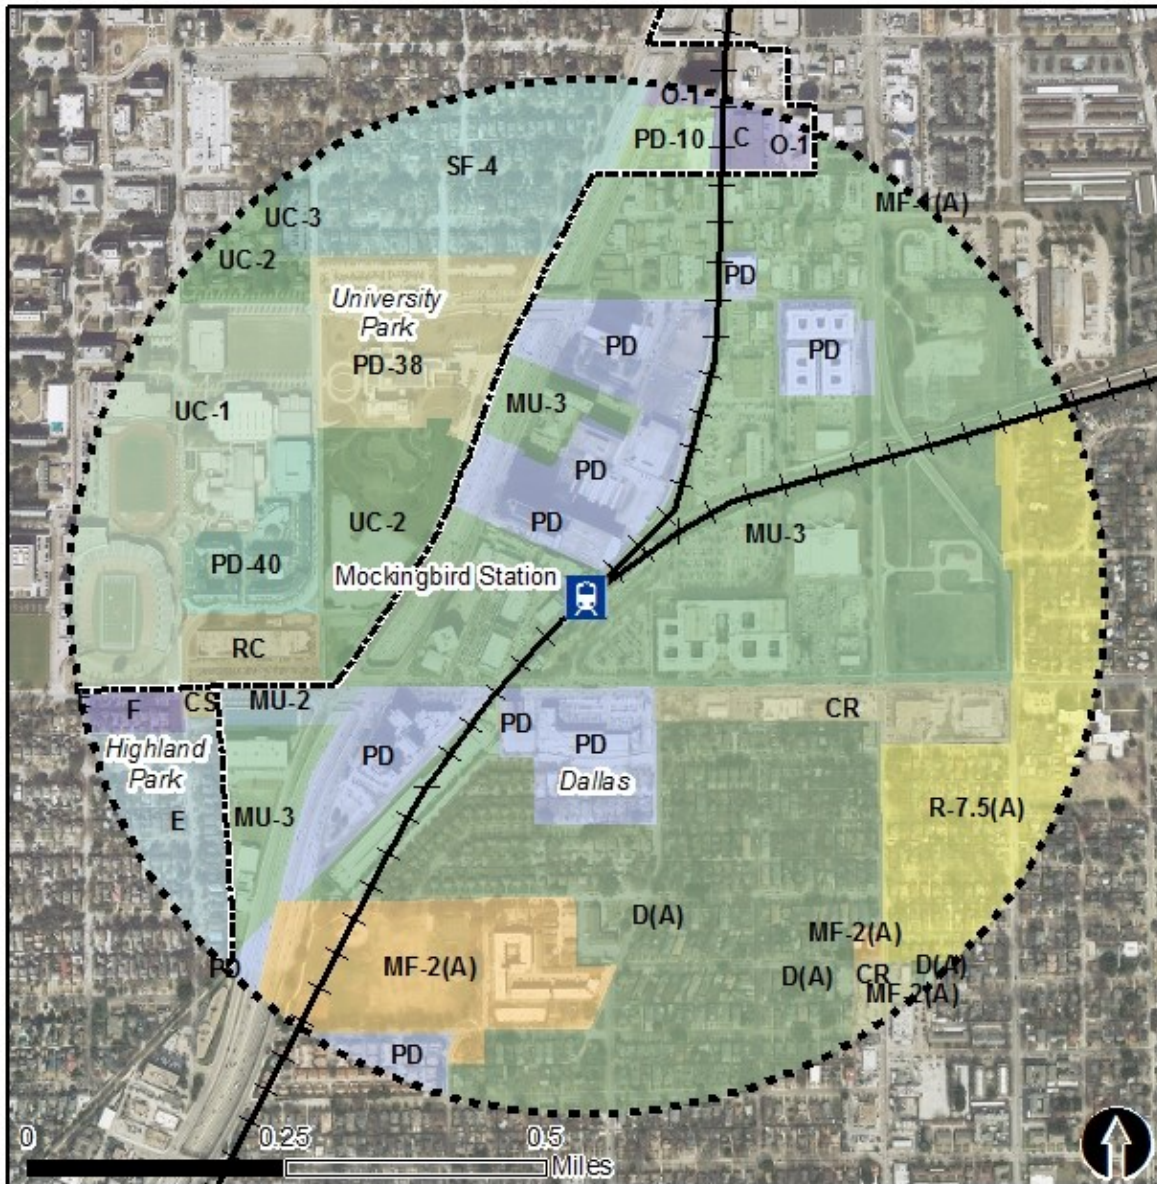 O-1
PD-10
C
O-1
SF-4
MF-1(A)
UC-3
UC-2
PD
University
Park
PD
PD
PD-38
MU-3
UC-1
PD
PD
UC-2
MU-3
PD-40
Mockingbird Station
RC
F
CS
MU-2
PD
CR
Highland
Park
PD
PD
Dallas
E
MU-3
R-7.5(A)
D(A)
MF-2(A)
PD
MF-2(A)
D(A)
CR
D(A)
MF-2(A)
PD
0
0.25
0.5
Miles